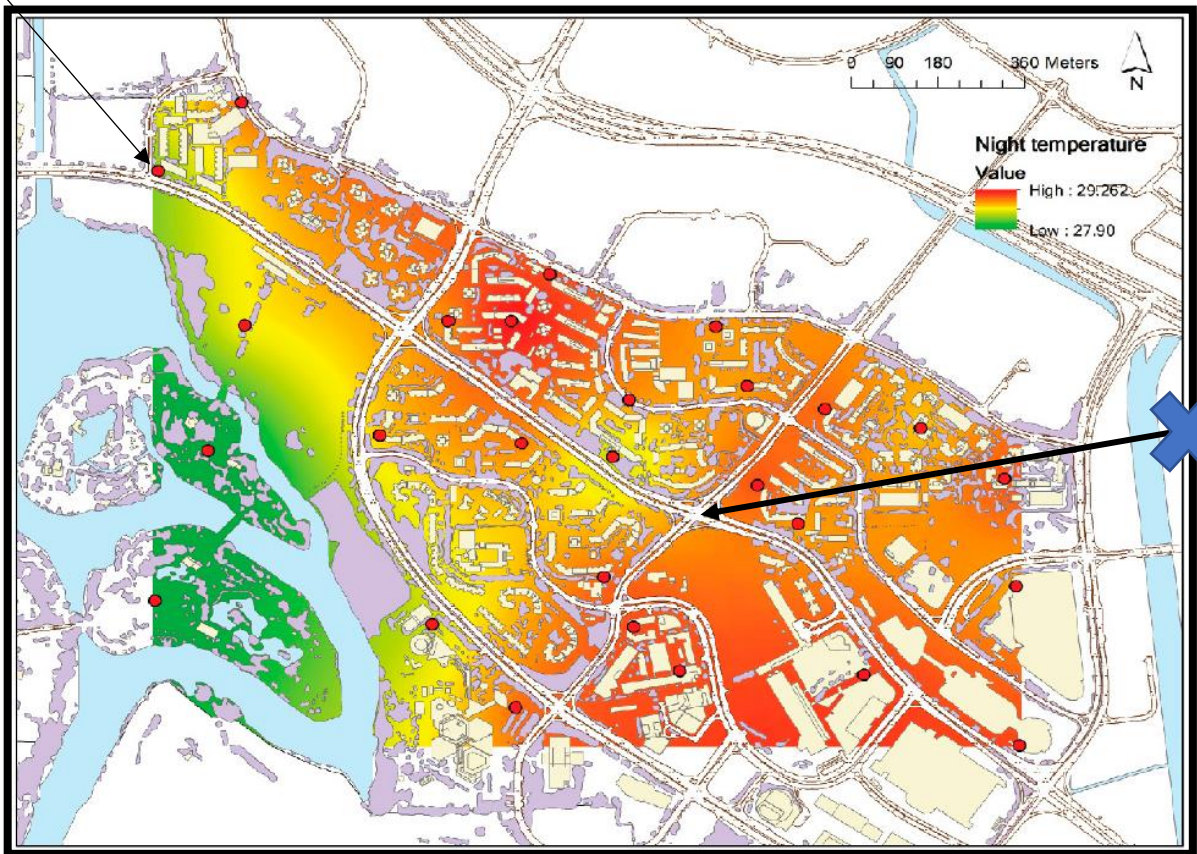 0 90 180 360 Meters
N
Night temperature
Value
High : 29.262
Low : 27.90